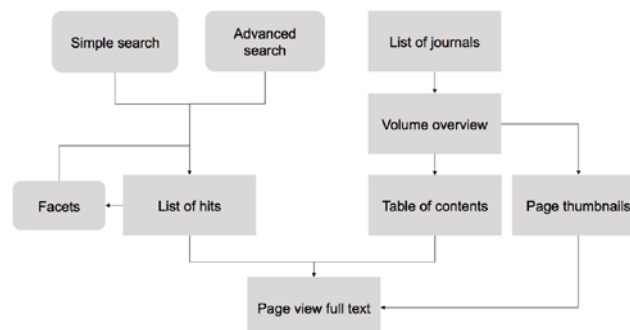 Simple search
Advanced
search
List of journals
Volume overview
Facets
List of hits
Table of contents
Page thumbnails
Page view full text